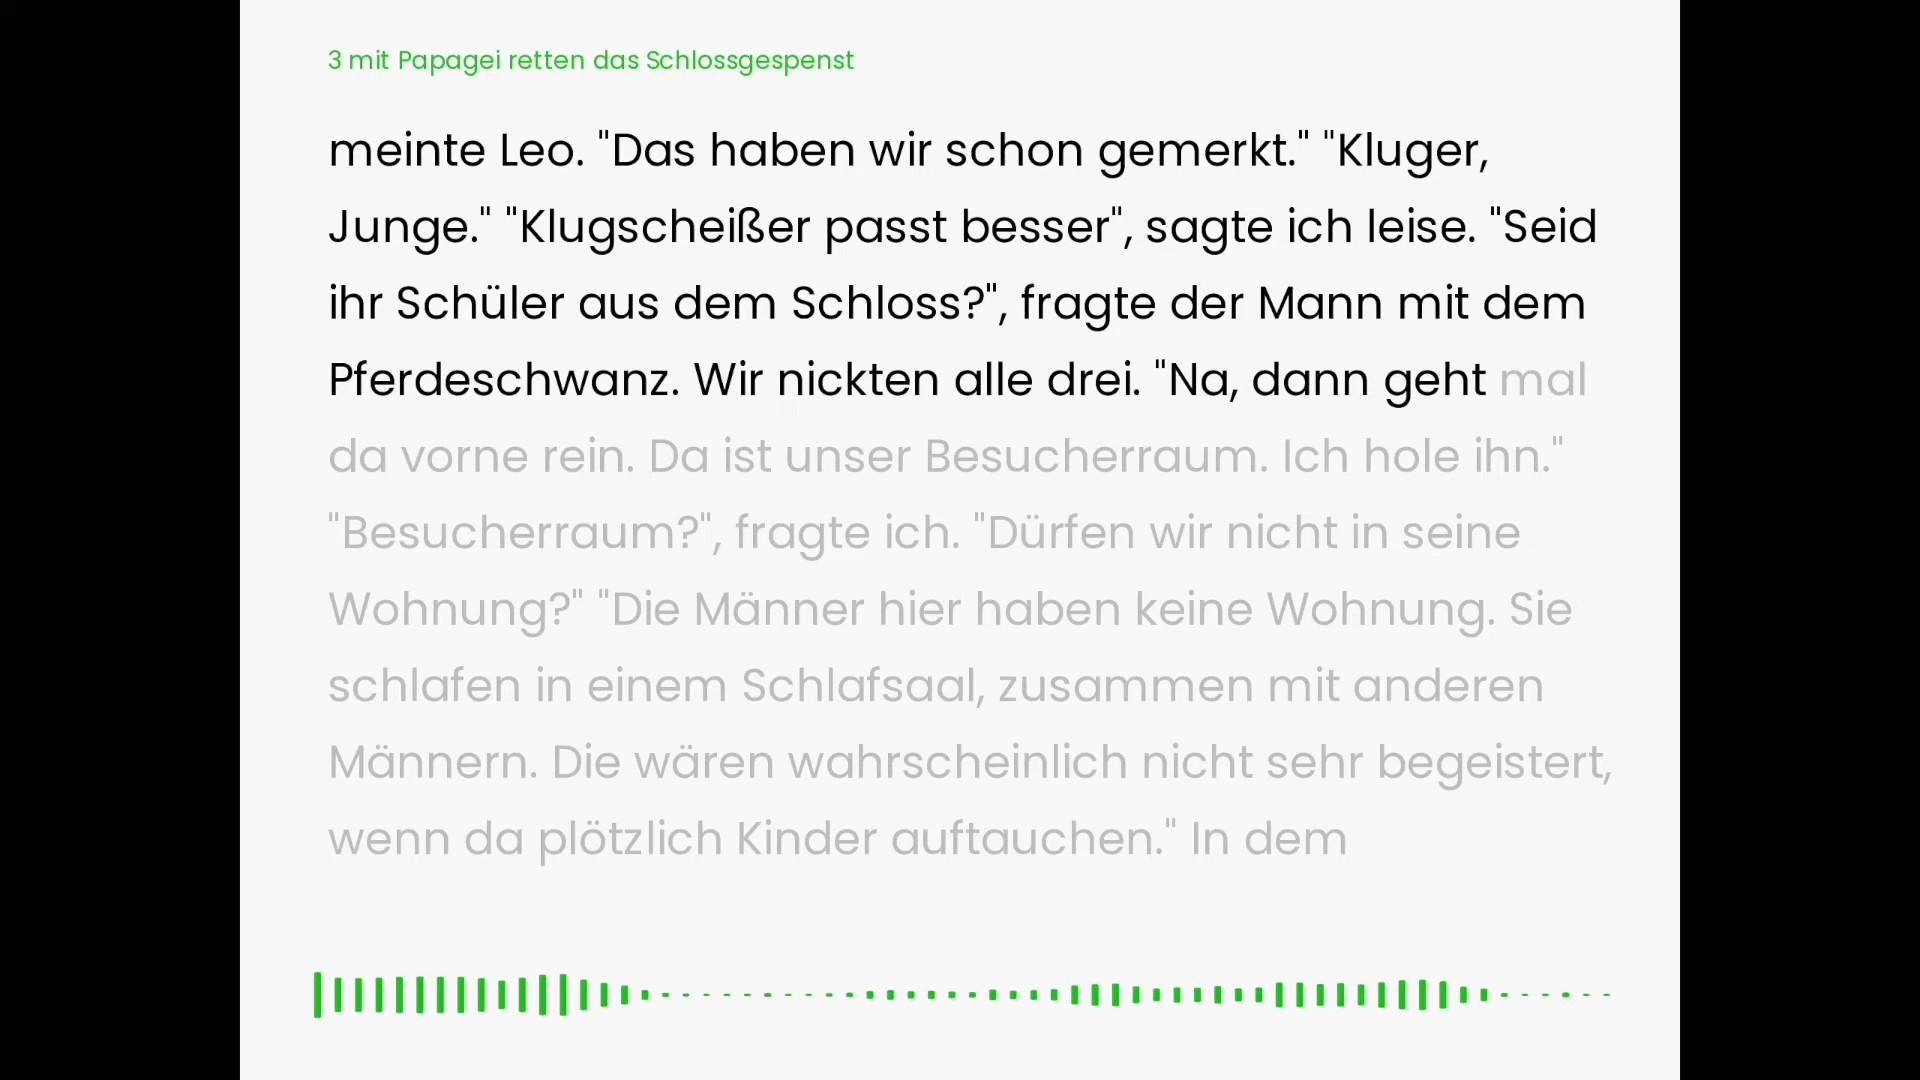 3 mit Papagei retten das Schlossgespenst
meinte Leo. "Das haben wir schon gemerkt." "Kluger,
Junge." "Klugscheißer passt besser", sagte ich leise. "Seid
ihr Schüler aus dem Schloss?", fragte der Mann mit dem
Pferdeschwanz. Wir nickten alle drei. "Na, dann geht mal
da vorne rein. Da ist unser Besucherraum. Ich hole ihn."
"Besucherraum?", fragte ich. "Dürfen wir nicht in seine
Wohnung?" "Die Männer hier haben keine Wohnung. Sie
schlafen in einem Schlafsaal, zusammen mit anderen
Männern. Die wären wahrscheinlich nicht sehr begeistert,
wenn da plötzlich Kinder auftauchen." In dem